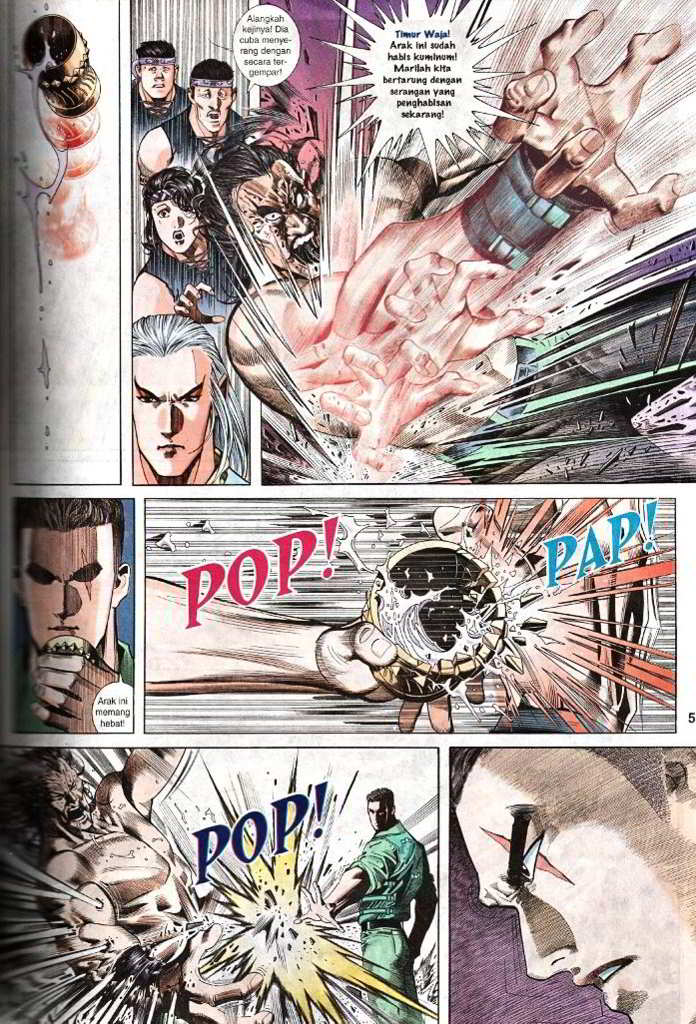 Alangkah
kejinya! Dia
cuba menye-
rang dengan
secara ter-
gempar!
Timur Waja!
Arak ini sudah
habis kuminum!
Marilah kita
bertarung dengan
serangan yang
penghabisan
sekarang!
POP!
PAP!
Arak ini
memang
hebat!
5
POP!